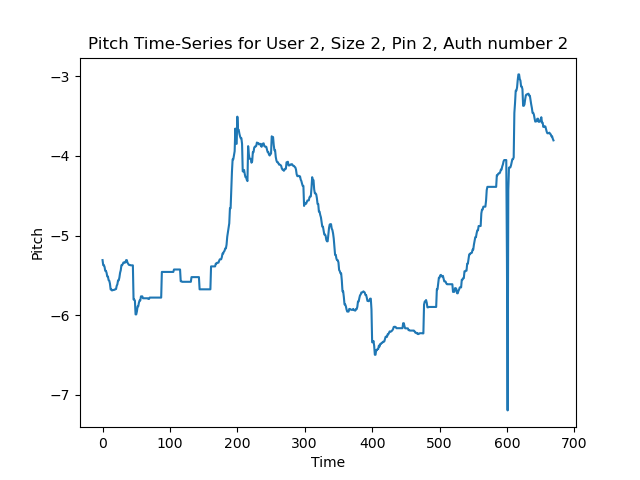 Pitch Time-Series for User 2, Size 2, Pin 2, Auth number 2
−3
−4
−5
−6
−7
Pitch
0 100 200 300 400 500 600 700
Time